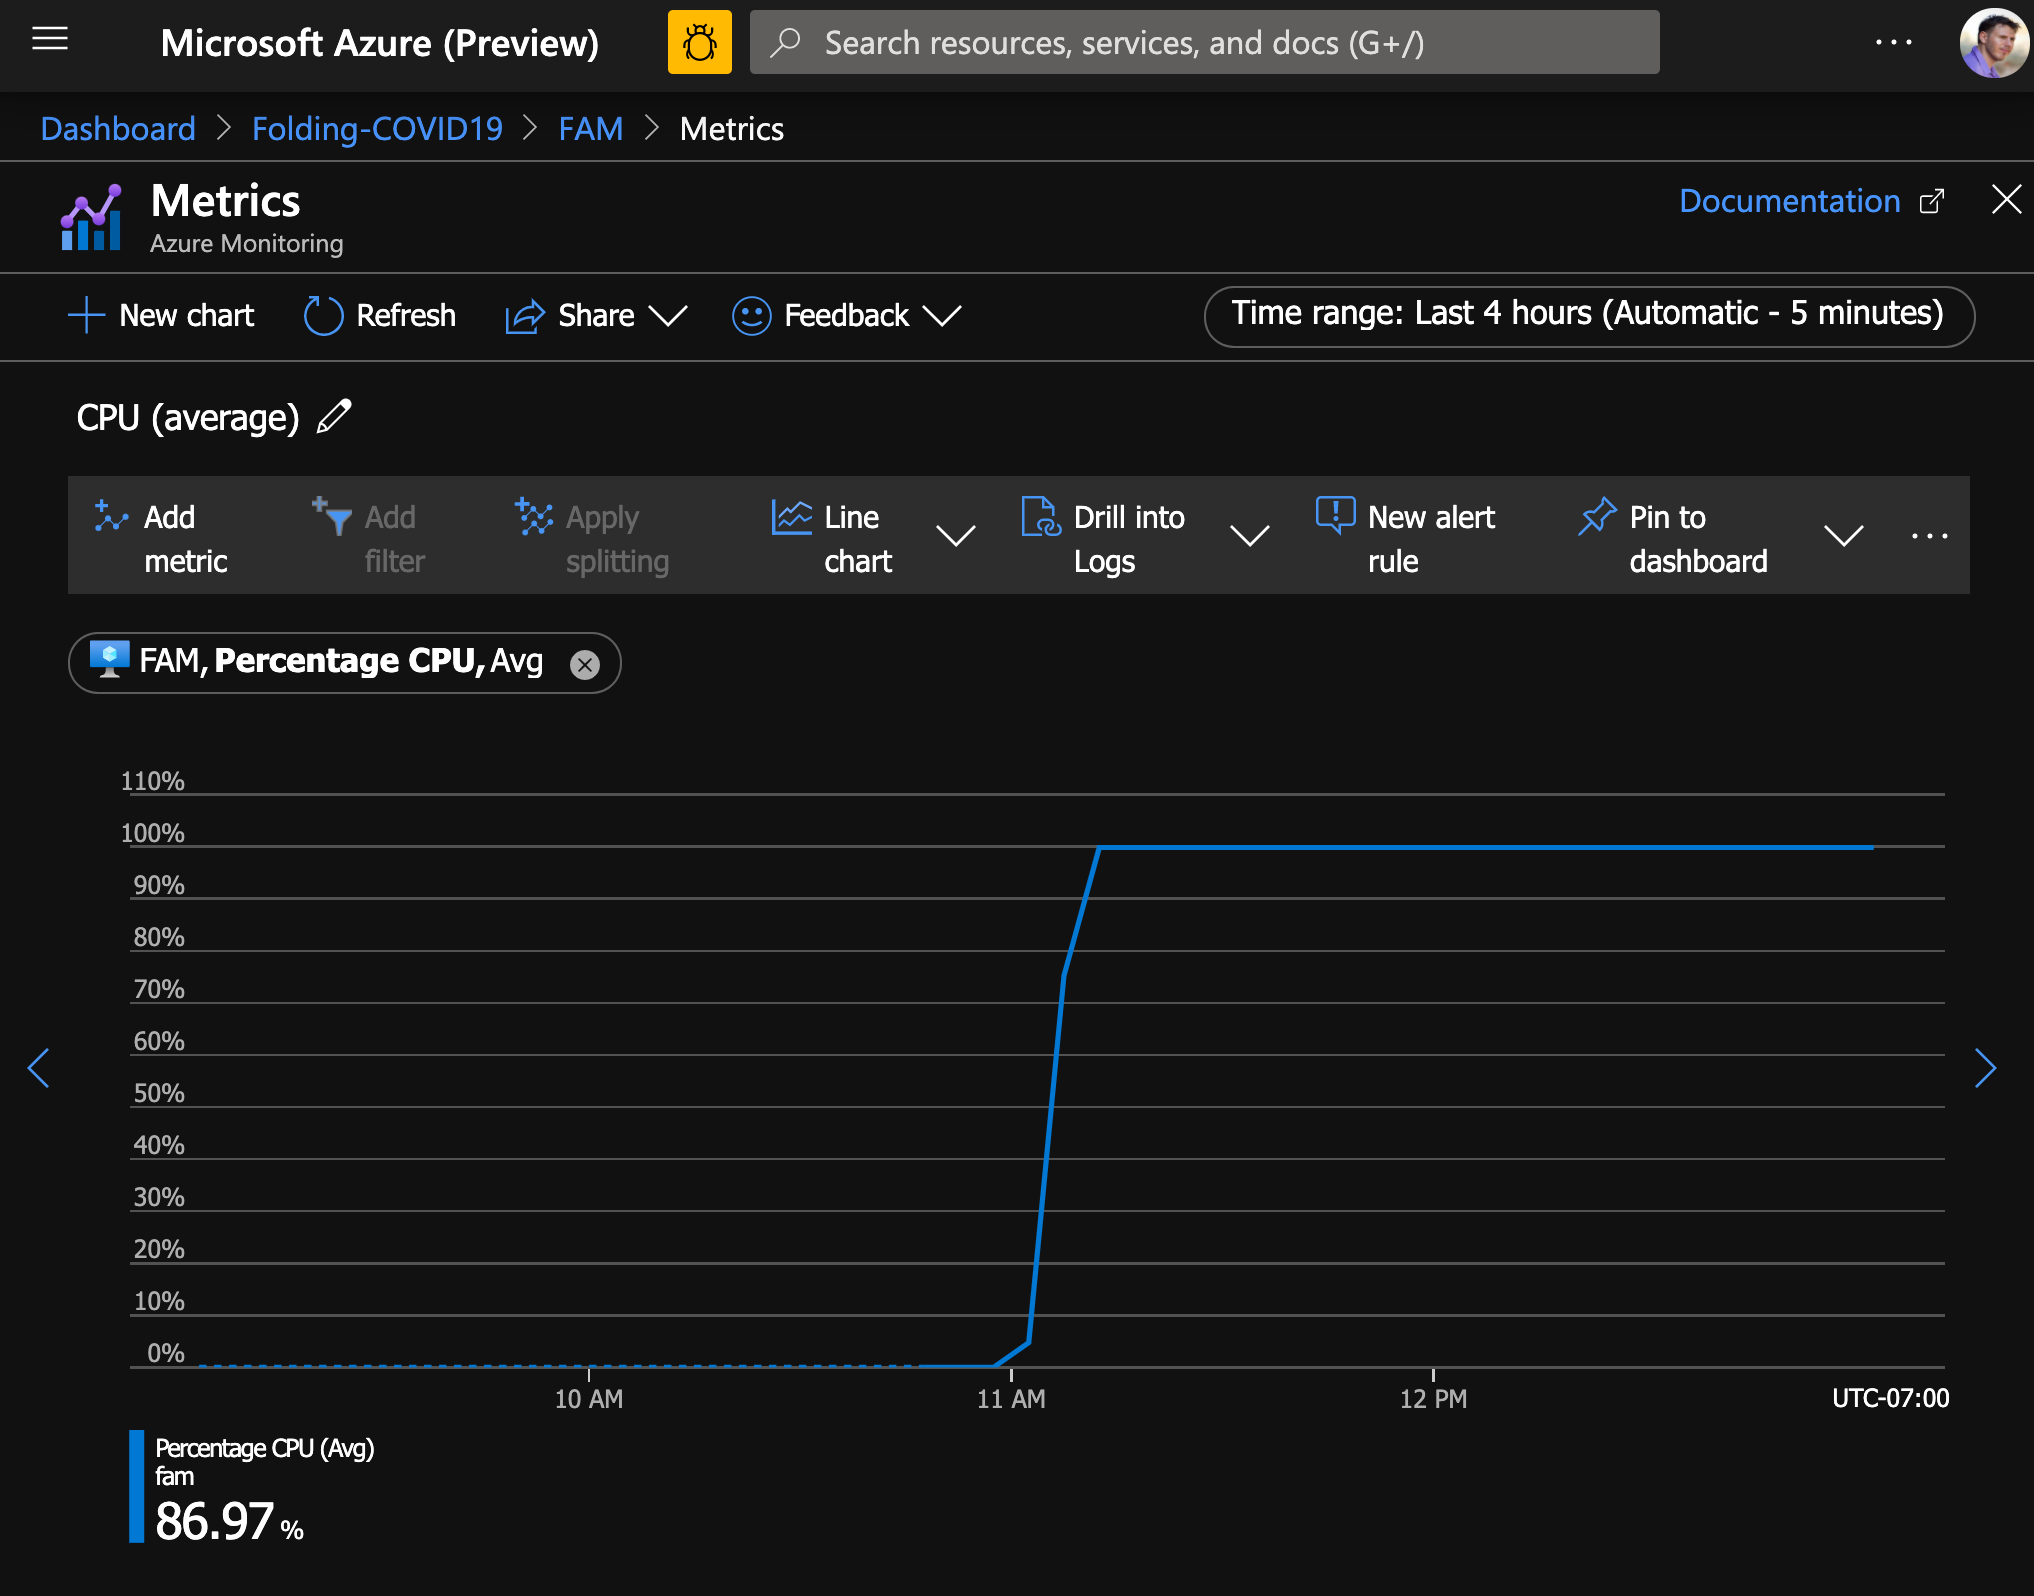 Microsoft Azure (Preview)
Search resources, services, and docs (G+/)
Dashboard > Folding-COVID19 > FAM > Metrics
Metrics
Azure Monitoring
Documentation
New chart
Refresh
Share
Feedback
Time range: Last 4 hours (Automatic - 5 minutes)
CPU (average)
Add
metric
Add
filter
Apply
splitting
Line
chart
Drill into
Logs
New alert
rule
Pin to
dashboard
FAM, Percentage CPU, Avg
110%
100%
90%
80%
70%
60%
50%
40%
30%
20%
10%
0%
10 AM
11 AM
12 PM
UTC-07:00
Percentage CPU (Avg)
fam
86.97 %